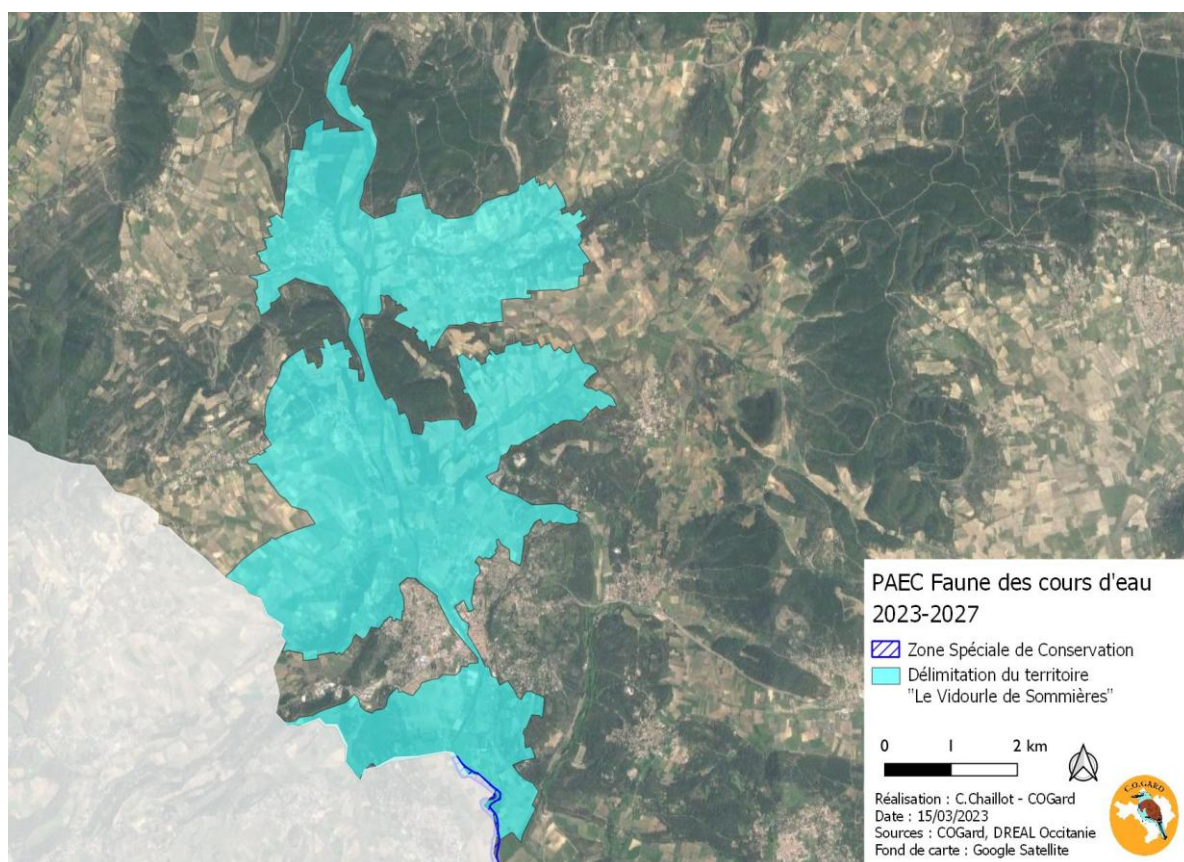 PAEC Faune des cours d'eau
2023-2027
Zone Spéciale de Conservation
Délimitation du territoire
"Le Vidourle de Sommières"
0 1 2 km
Réalisation : C.Chaillot - COGard
Date : 15/03/2023
Sources : COGard, DREAL Occitanie
Fond de carte : Google Satellite
C.O.GARD